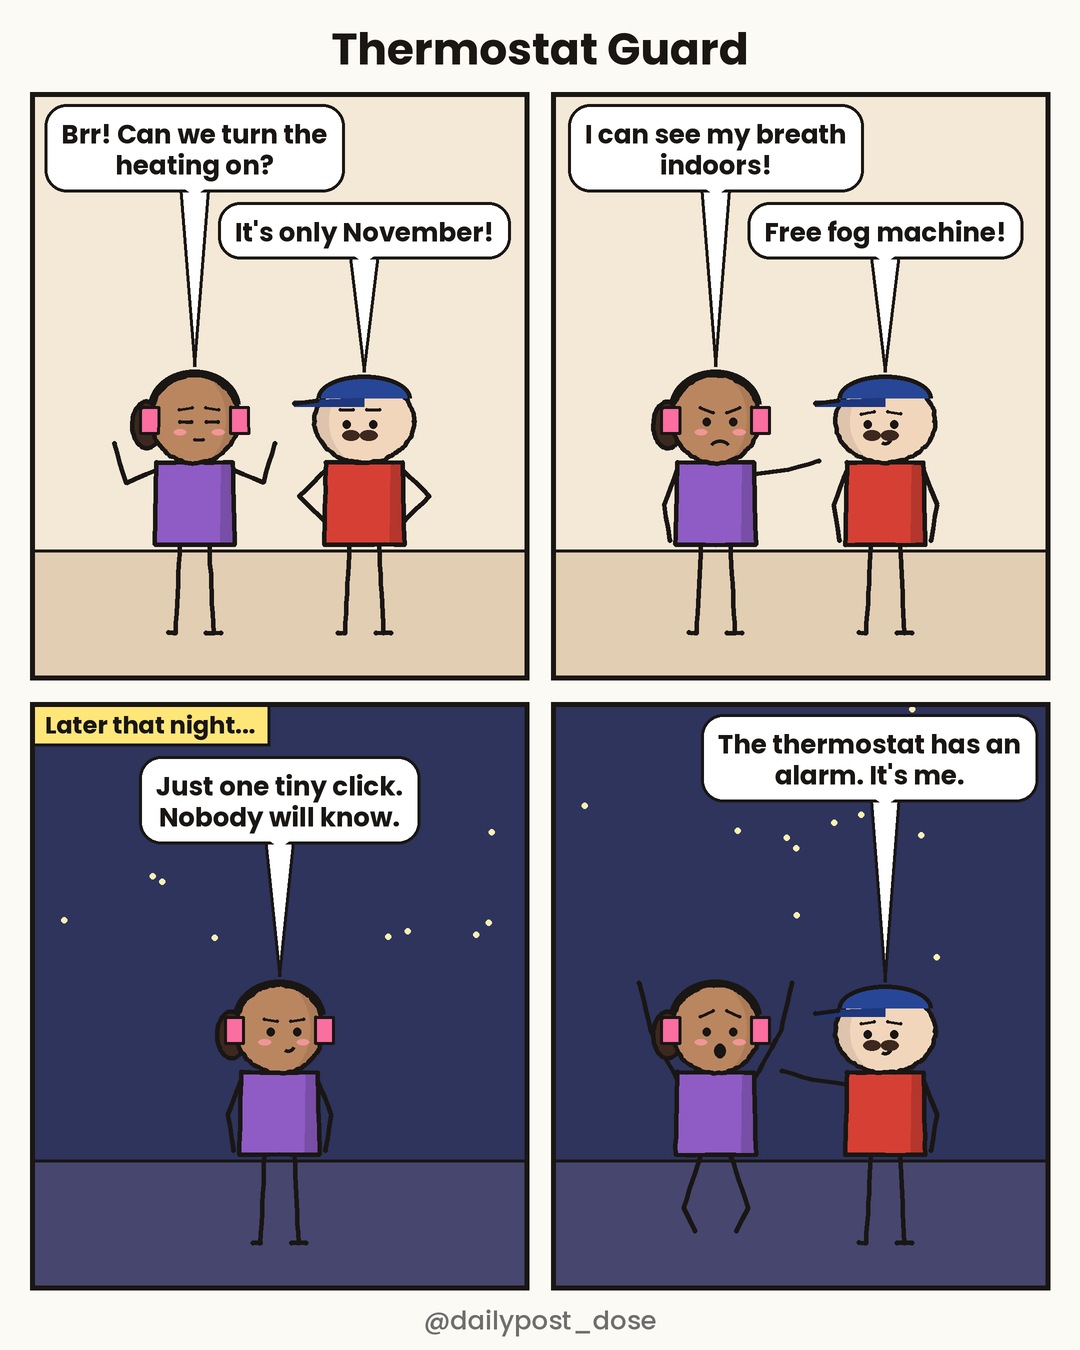 Thermostat Guard
Brr! Can we turn the
heating on?
It's only November!
I can see my breath
indoors!
Free fog machine!
Later that night...
Just one tiny click.
Nobody will know.
The thermostat has an
alarm. It's me.
@dailypost_dose